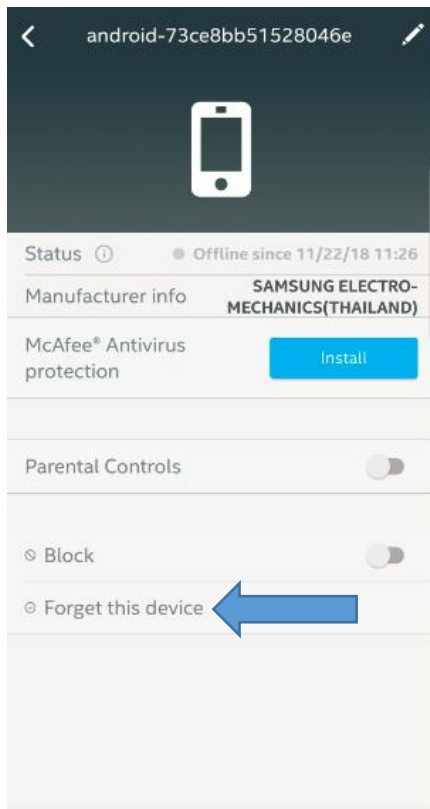 android-73ce8bb51528046e
Status
Offline since 11/22/18 11:26
Manufacturer info
SAMSUNG ELECTRO-
MECHANICS(THAILAND)
McAfee® Antivirus
protection
Install
Parental Controls
Block
Forget this device